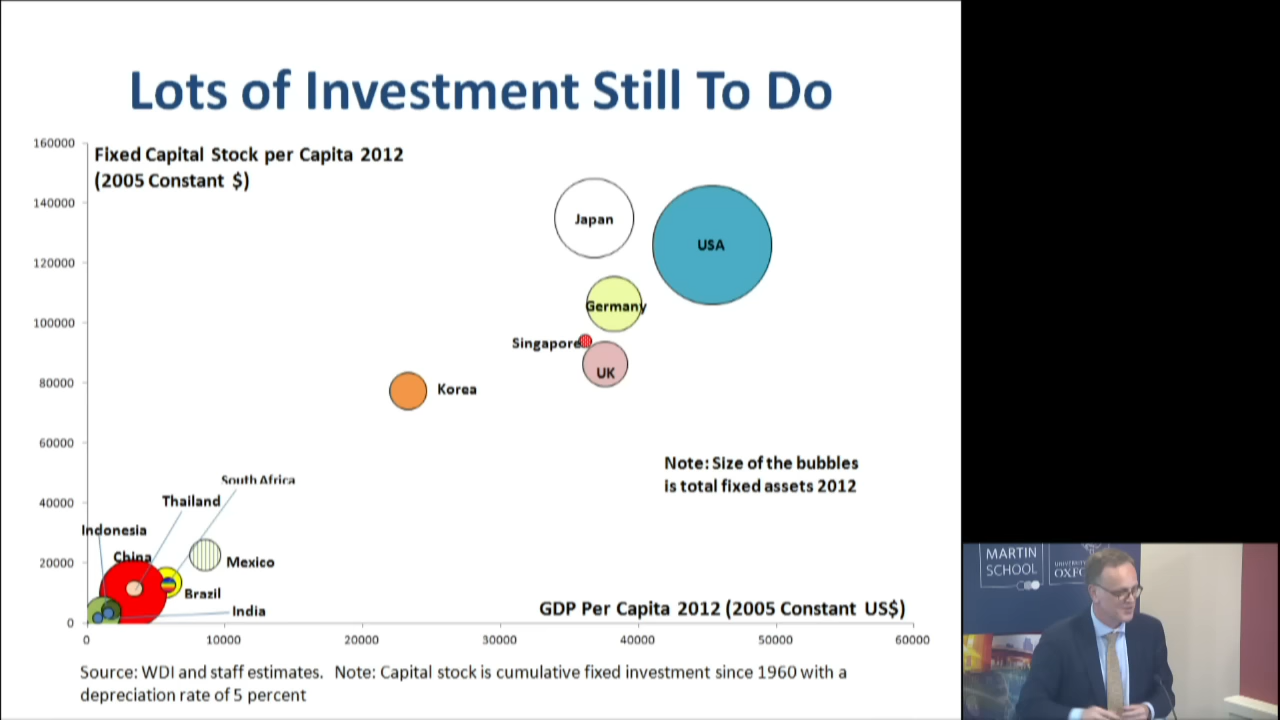 Lots of Investment Still To Do
Fixed Capital Stock per Capita 2012
(2005 Constant $)
160000
140000
120000
100000
80000
60000
40000
20000
0
Japan
USA
Germany
Singapore
UK
Korea
Note: Size of the bubbles
is total fixed assets 2012
South Africa
Thailand
Indonesia
China
Mexico
Brazil
India
GDP Per Capita 2012 (2005 Constant US$)
0
10000
20000
30000
40000
50000
60000
Source: WDI and staff estimates. Note: Capital stock is cumulative fixed investment since 1960 with a
depreciation rate of 5 percent
MARTIN
SCHOOL